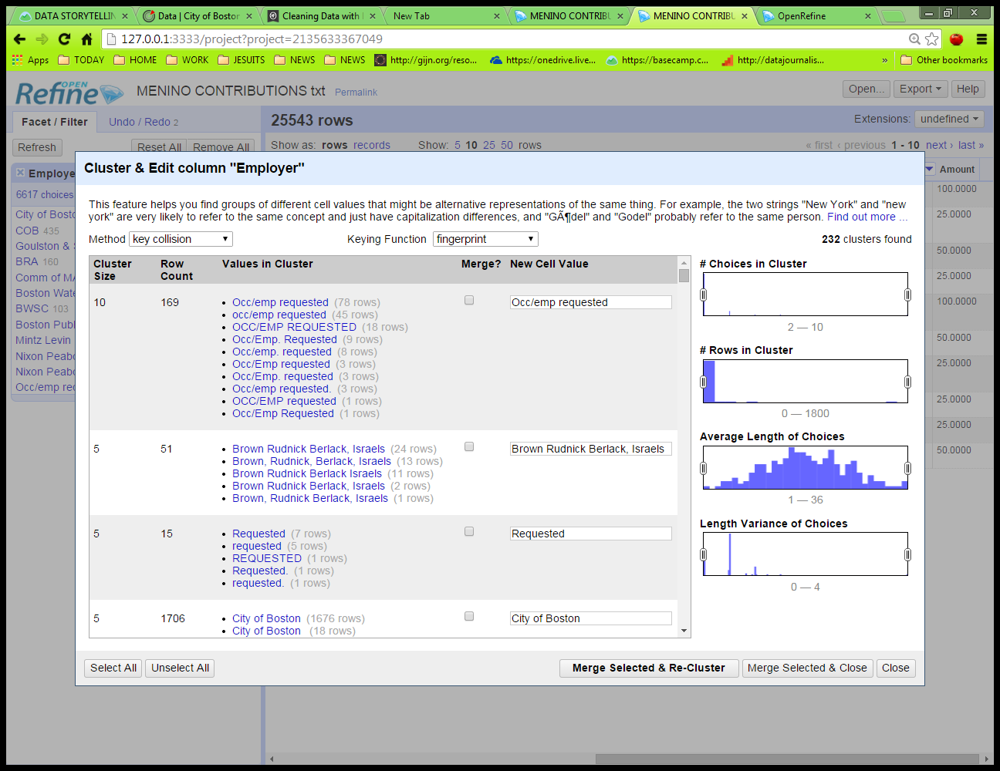 DATA STORYTELLIN
Data | City of Boston
Cleaning Data with
New Tab
MENINO CONTRIBU
MENINO CONTRIBU
OpenRefine
127.0.0.1:3333/project?project=2135633367049
Apps TODAY HOME WORK JESUITS NEWS NEWS http://gijn.org/reso... https://onedrive.live... https://basecamp.c... http://datajournalis... » Other bookmarks
OPEN
Refine MENINO CONTRIBUTIONS txt Permalink Open... Export Help
Facet / Filter Undo / Redo 2 25543 rows Extensions: undefined
Refresh Reset All Remove All Show as: rows records Show: 5 10 25 50 rows « first ‹ previous 1 - 10 next › last »
Employe
6617 choices
City of Bosto
COB 435
Goulston &
BRA 160
Comm of MA
Boston Wate
BWSC 103
Boston Publ
Mintz Levin
Nixon Peabo
Nixon Peabo
Occ/emp req
Cluster & Edit column "Employer"
This feature helps you find groups of different cell values that might be alternative representations of the same thing. For example, the two strings "New York" and "new
york" are very likely to refer to the same concept and just have capitalization differences, and "GÃ¶del" and "Godel" probably refer to the same person. Find out more ...
Method key collision Keying Function fingerprint 232 clusters found
Cluster Size Row Count Values in Cluster Merge? New Cell Value
10 169 Occ/emp requested (78 rows) Occ/emp requested
occ/emp requested (45 rows)
OCC/EMP REQUESTED (18 rows)
Occ/Emp. Requested (9 rows)
Occ/emp. requested (8 rows)
Occ/Emp requested (3 rows)
Occ/Emp. requested (3 rows)
Occ/emp requested. (3 rows)
OCC/EMP requested (1 rows)
Occ/Emp Requested (1 rows)
5 51 Brown Rudnick Berlack, Israels (24 rows) Brown Rudnick Berlack, Israels
Brown, Rudnick, Berlack, Israels (13 rows)
Brown Rudnick Berlack Israels (11 rows)
Brown Rudnick Berlack, Israels (2 rows)
Brown, Rudnick Berlack, Israels (1 rows)
5 15 Requested (7 rows) Requested
requested (5 rows)
REQUESTED (1 rows)
Requested. (1 rows)
requested. (1 rows)
5 1706 City of Boston (1676 rows) City of Boston
City of Boston (18 rows)
# Choices in Cluster
2 — 10
# Rows in Cluster
0 — 1800
Average Length of Choices
1 — 36
Length Variance of Choices
0 — 4
Select All Unselect All Merge Selected & Re-Cluster Merge Selected & Close Close
Amount
100.0000
25.0000
50.0000
25.0000
100.0000
50.0000
25.0000
25.0000
25.0000
50.0000